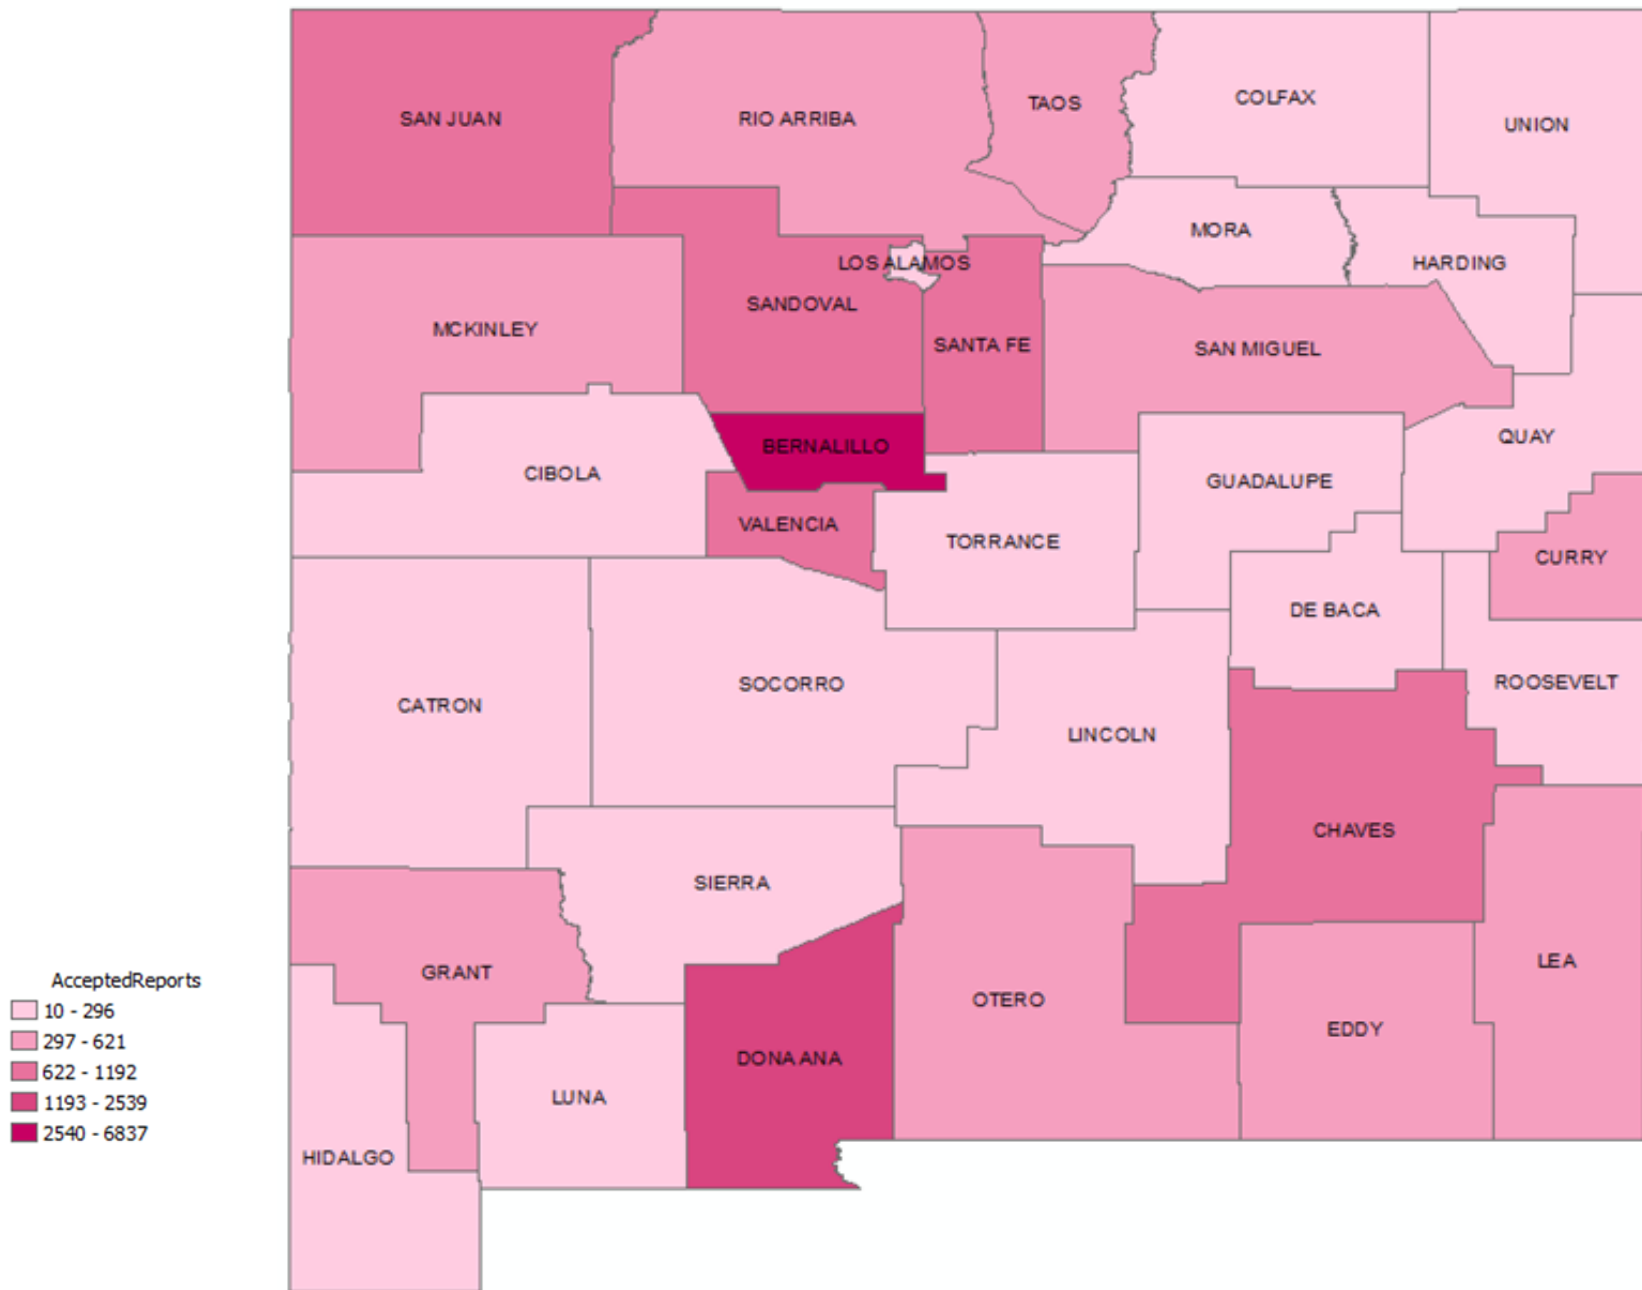 COLFAX
TAOS
SAN JUAN
RIO ARRIBA
UNION
MORA
LOS ALAMOS
HARDING
SANDOVAL
MCKINLEY
SANTA FE
SAN MIGUEL
QUAY
BERNALILLO
CIBOLA
GUADALUPE
VALENCIA
TORRANCE
CURRY
DE BACA
SOCORRO
ROOSEVELT
CATRON
LINCOLN
CHAVES
SIERRA
LEA
GRANT
OTERO
EDDY
DONA ANA
LUNA
HIDALGO
AcceptedReports
10 - 296
297 - 621
622 - 1192
1193 - 2539
2540 - 6837